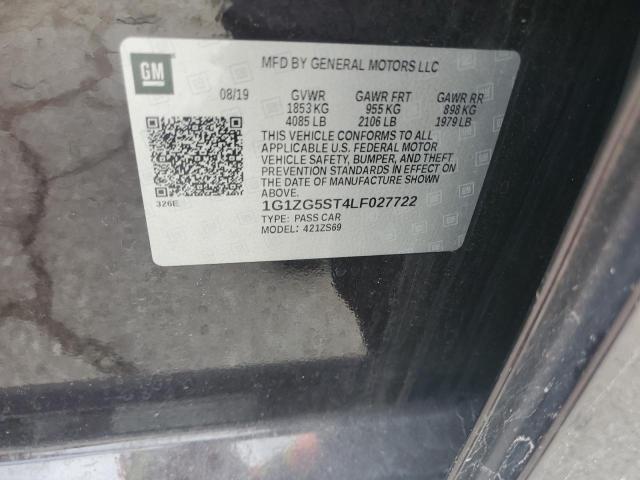 GM
MFD BY GENERAL MOTORS LLC
08/19 GVWR GAWR FRT GAWR RR
1853 KG 955 KG 898 KG
4085 LB 2106 LB 1979 LB
THIS VEHICLE CONFORMS TO ALL
APPLICABLE U.S. FEDERAL MOTOR
VEHICLE SAFETY, BUMPER, AND THEFT
PREVENTION STANDARDS IN EFFECT ON
THE DATE OF MANUFACTURE SHOWN
ABOVE.
326E
1G1ZG5ST4LF027722
TYPE: PASS CAR
MODEL: 421ZS69